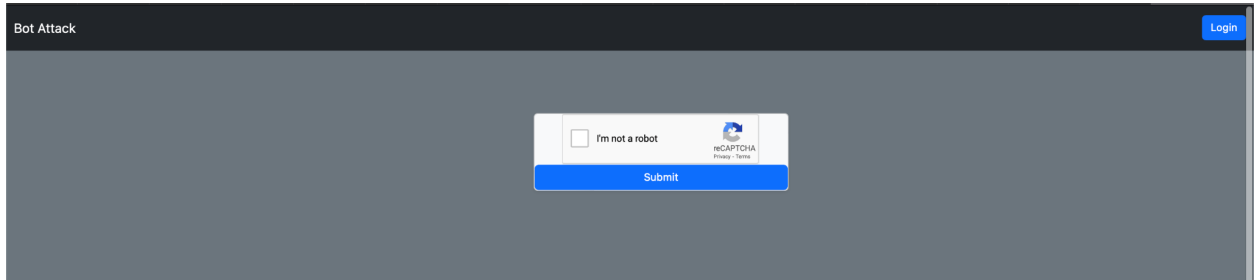 Bot Attack
Login
I'm not a robot
reCAPTCHA
Privacy - Terms
Submit